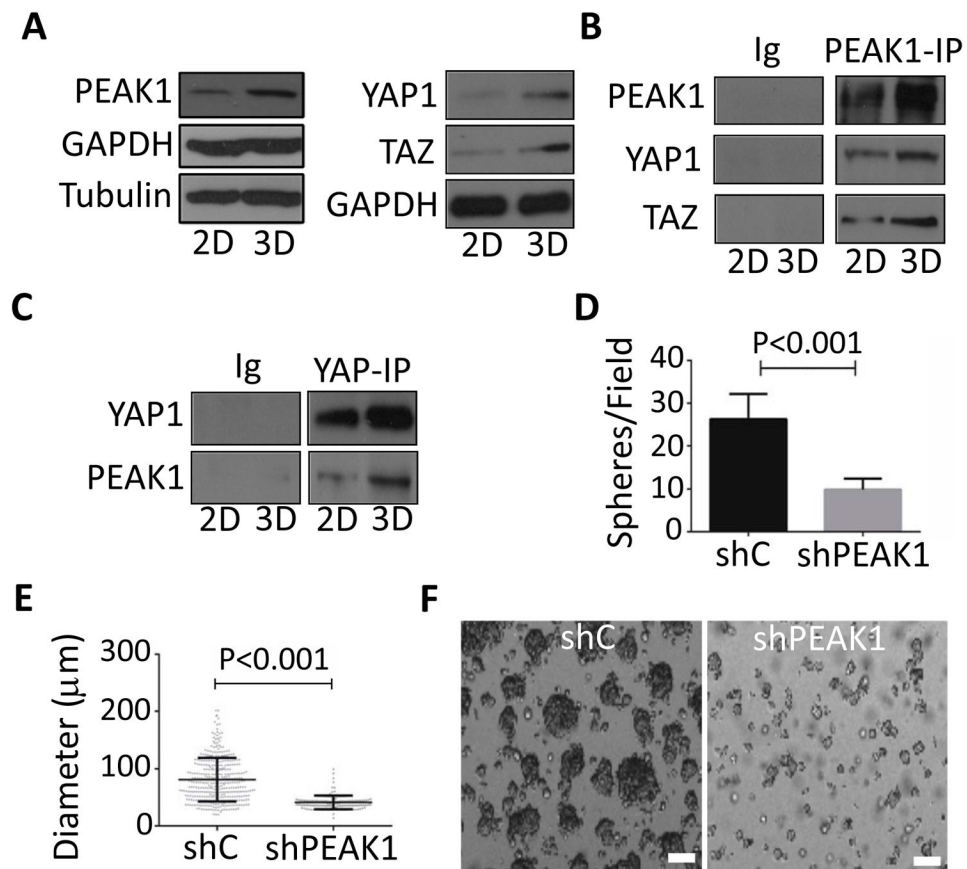 A
PEAK1
GAPDH
Tubulin
2D 3D
YAP1
TAZ
GAPDH
2D 3D
B
Ig PEAK1-IP
PEAK1
YAP1
TAZ
2D 3D 2D 3D
C
Ig YAP-IP
YAP1
PEAK1
2D 3D 2D 3D
D
P<0.001
Spheres/Field
40
30
20
10
0
shC shPEAK1
E
P<0.001
Diameter (μm)
300
200
100
0
shC shPEAK1
F
shC shPEAK1